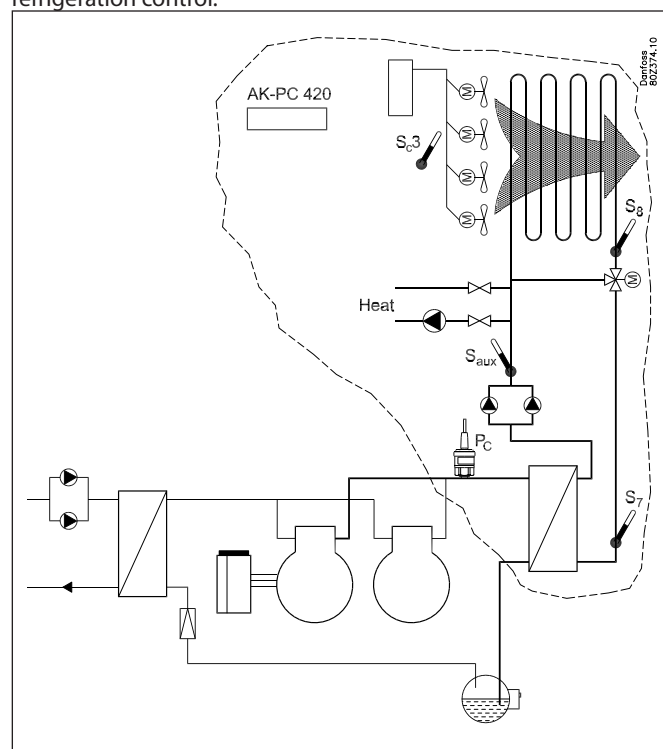 refrigeration control.
Danfoss
80Z374.10
AK-PC 420
M
M
Sc3
M
M
S8
M
Heat
Saux
Pc
S7